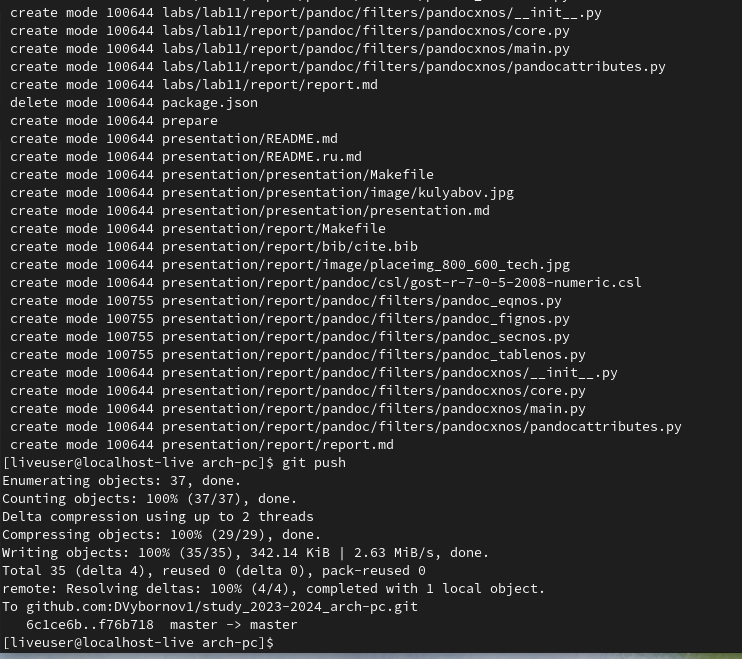 create mode 100644 labs/lab11/report/pandoc/filters/pandocxnos/__init__.py
create mode 100644 labs/lab11/report/pandoc/filters/pandocxnos/core.py
create mode 100644 labs/lab11/report/pandoc/filters/pandocxnos/main.py
create mode 100644 labs/lab11/report/pandoc/filters/pandocxnos/pandocattributes.py
create mode 100644 labs/lab11/report/report.md
delete mode 100644 package.json
create mode 100644 prepare
create mode 100644 presentation/README.md
create mode 100644 presentation/README.ru.md
create mode 100644 presentation/presentation/Makefile
create mode 100644 presentation/presentation/image/kulyabov.jpg
create mode 100644 presentation/presentation/presentation.md
create mode 100644 presentation/report/Makefile
create mode 100644 presentation/report/bib/cite.bib
create mode 100644 presentation/report/image/placeimg_800_600_tech.jpg
create mode 100644 presentation/report/pandoc/csl/gost-r-7-0-5-2008-numeric.csl
create mode 100755 presentation/report/pandoc/filters/pandoc_eqnos.py
create mode 100755 presentation/report/pandoc/filters/pandoc_fignos.py
create mode 100755 presentation/report/pandoc/filters/pandoc_secnos.py
create mode 100755 presentation/report/pandoc/filters/pandoc_tablenos.py
create mode 100644 presentation/report/pandoc/filters/pandocxnos/__init__.py
create mode 100644 presentation/report/pandoc/filters/pandocxnos/core.py
create mode 100644 presentation/report/pandoc/filters/pandocxnos/main.py
create mode 100644 presentation/report/pandoc/filters/pandocxnos/pandocattributes.py
create mode 100644 presentation/report/report.md
[liveuser@localhost-live arch-pc]$ git push
Enumerating objects: 37, done.
Counting objects: 100% (37/37), done.
Delta compression using up to 2 threads
Compressing objects: 100% (29/29), done.
Writing objects: 100% (35/35), 342.14 KiB | 2.63 MiB/s, done.
Total 35 (delta 4), reused 0 (delta 0), pack-reused 0
remote: Resolving deltas: 100% (4/4), completed with 1 local object.
To github.com:DVybornov1/study_2023-2024_arch-pc.git
6c1ce6b..f76b718  master -> master
[liveuser@localhost-live arch-pc]$